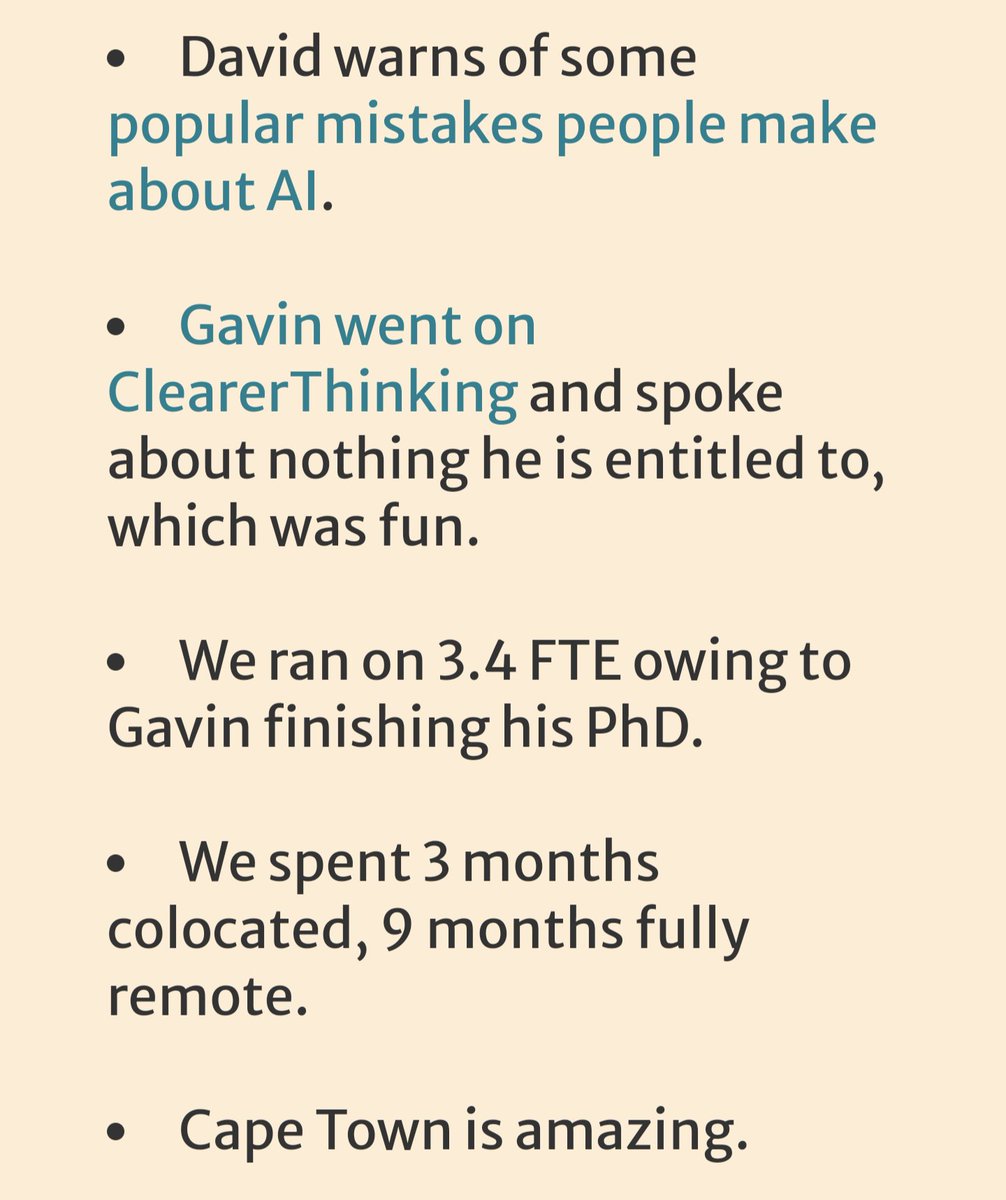 • David warns of some
popular mistakes people make
about AI.
• Gavin went on
ClearerThinking and spoke
about nothing he is entitled to,
which was fun.
• We ran on 3.4 FTE owing to
Gavin finishing his PhD.
• We spent 3 months
colocated, 9 months fully
remote.
• Cape Town is amazing.